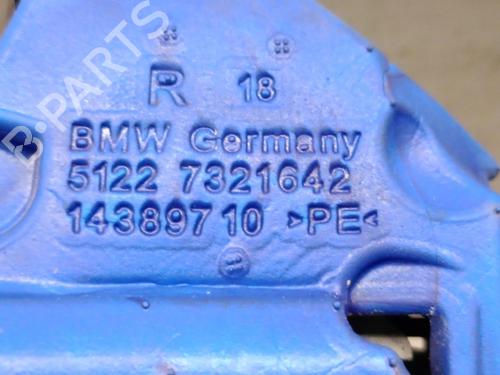 B-PARTS
R 18
BMW Germany
5122 7321642
14389710 >PE<